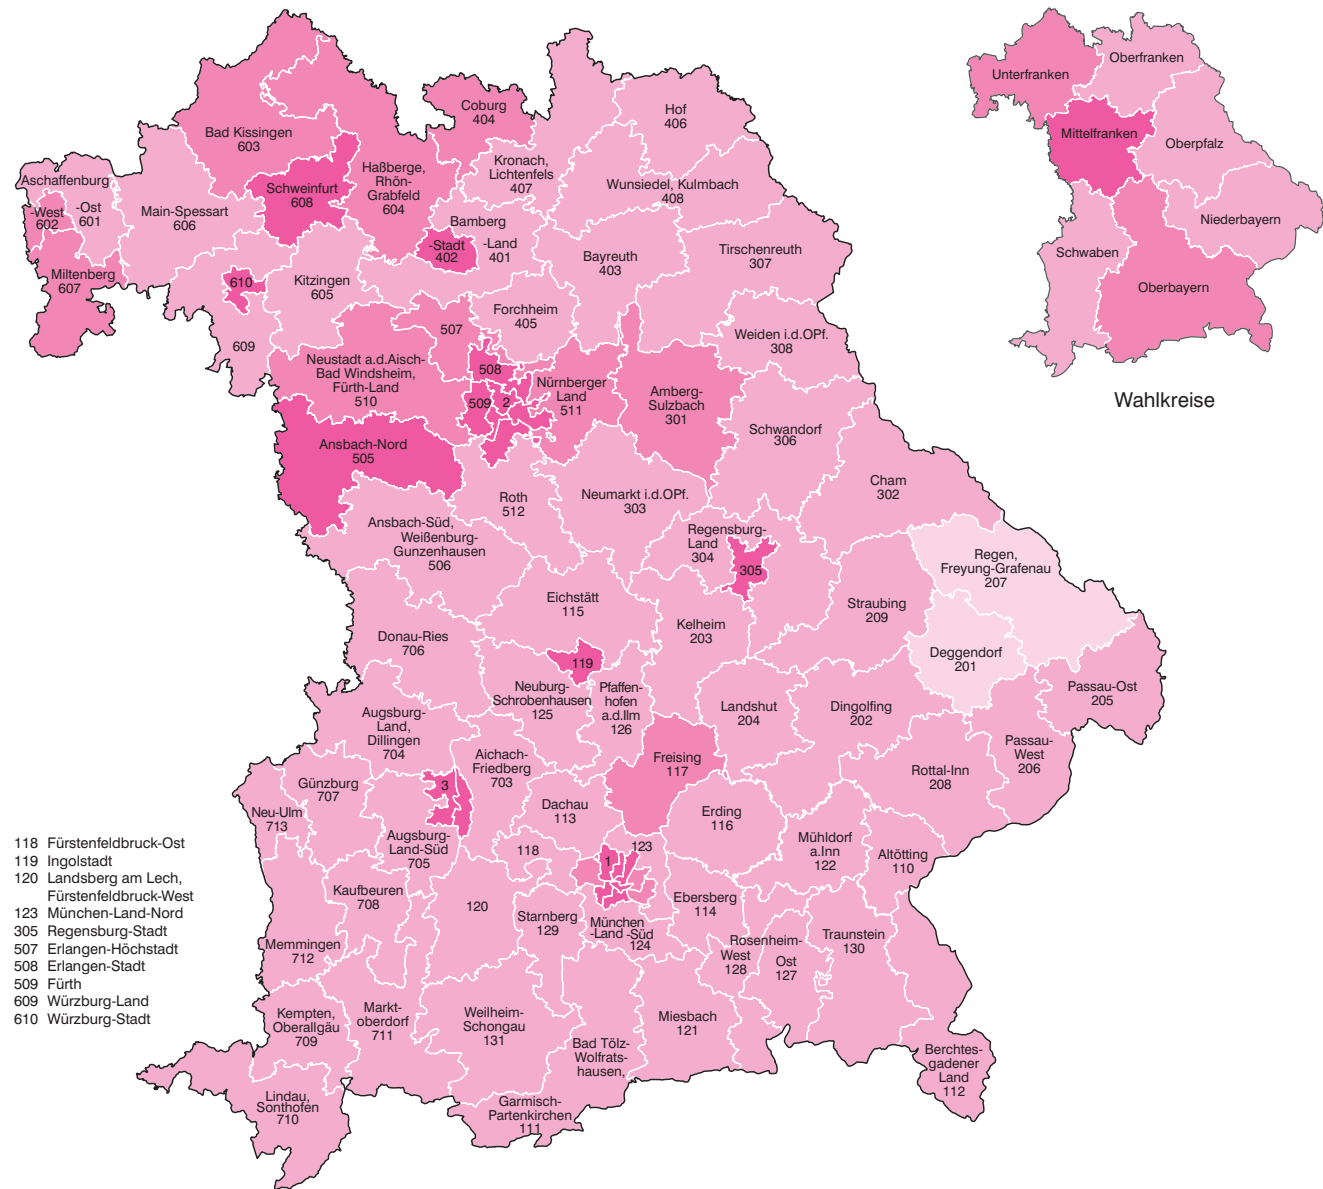 Coburg
404
Hof
406
Bad Kissingen
603
Haßberge,
Rhön-
Grabfeld
604
Kronach,
Lichtenfels
407
Wunsiedel, Kulmbach
408
Aschaffenburg
-West
602
-Ost
601
Main-Spessart
606
Schweinfurt
608
Bamberg
-Stadt
402
-Land
401
Bayreuth
403
Tirschenreuth
307
Miltenberg
607
610
Kitzingen
605
Forchheim
405
Weiden i.d.OPf.
308
609
507
508
509
2
Neustadt a.d.Aisch-
Bad Windsheim,
Fürth-Land
510
Nürnberger
Land
511
Amberg-
Sulzbach
301
Schwandorf
306
Ansbach-Nord
505
Cham
302
Roth
512
Neumarkt i.d.OPf.
303
Ansbach-Süd,
Weißenburg-
Gunzenhausen
506
Regensburg-
Land
304
305
Regen,
Freyung-Grafenau
207
Eichstätt
115
Straubing
209
Kelheim
203
Donau-Ries
706
Deggendorf
201
119
Neuburg-
Schrobenhausen
125
Pfaffen-
hofen
a.d.Ilm
126
Landshut
204
Dingolfing
202
Passau-Ost
205
Augsburg-
Land,
Dillingen
704
Aichach-
Friedberg
703
Freising
117
Passau-
West
206
Rottal-Inn
208
Günzburg
707
3
Neu-Ulm
713
Dachau
113
Erding
116
Augsburg-
Land-Süd
705
118
123
1
Mühldorf
a.Inn
122
Altötting
110
Kaufbeuren
708
120
Starnberg
129
München
-Land -Süd
124
Ebersberg
114
Memmingen
712
Rosenheim-
West
128
Ost
127
Traunstein
130
Kempten,
Oberallgäu
709
Markt-
oberdorf
711
Weilheim-
Schongau
131
Bad Tölz-
Wolfrats-
hausen,
Garmisch-
Partenkirchen
111
Miesbach
121
Berchtes-
gadener
Land
112
Lindau,
Sonthofen
710
Unterfranken
Oberfranken
Mittelfranken
Oberpfalz
Niederbayern
Schwaben
Oberbayern
Wahlkreise
118 Fürstenfeldbruck-Ost
119 Ingolstadt
120 Landsberg am Lech,
Fürstenfeldbruck-West
123 München-Land-Nord
305 Regensburg-Stadt
507 Erlangen-Höchstadt
508 Erlangen-Stadt
509 Fürth
609 Würzburg-Land
610 Würzburg-Stadt